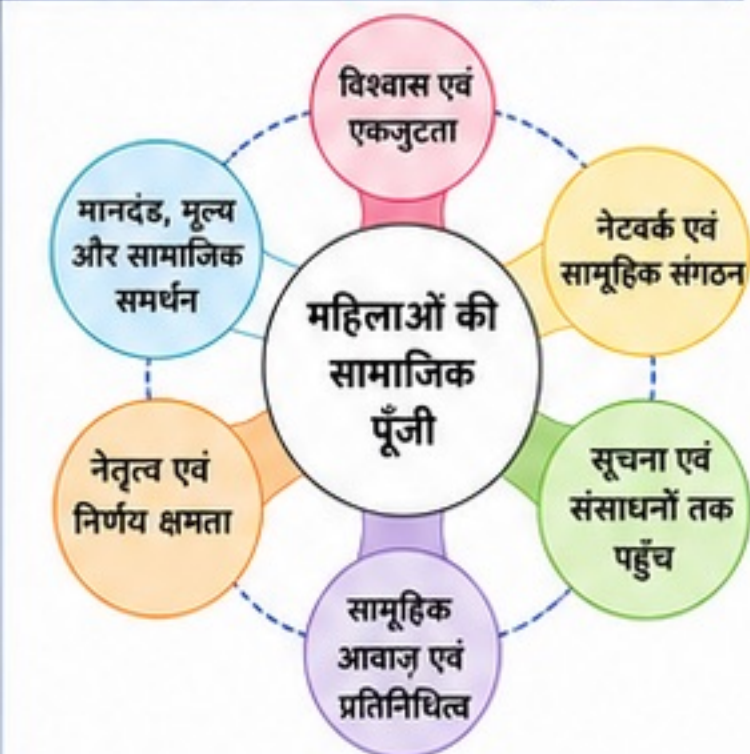 विश्वास एवं
एकजुटता
नेटवर्क एवं
सामूहिक संगठन
सूचना एवं
संसाधनों तक
पहुँच
सामूहिक
आवाज़ एवं
प्रतिनिधित्व
नेतृत्व एवं
निर्णय क्षमता
मानदंड, मूल्य
और सामाजिक
समर्थन
महिलाओं की
सामाजिक
पूँजी